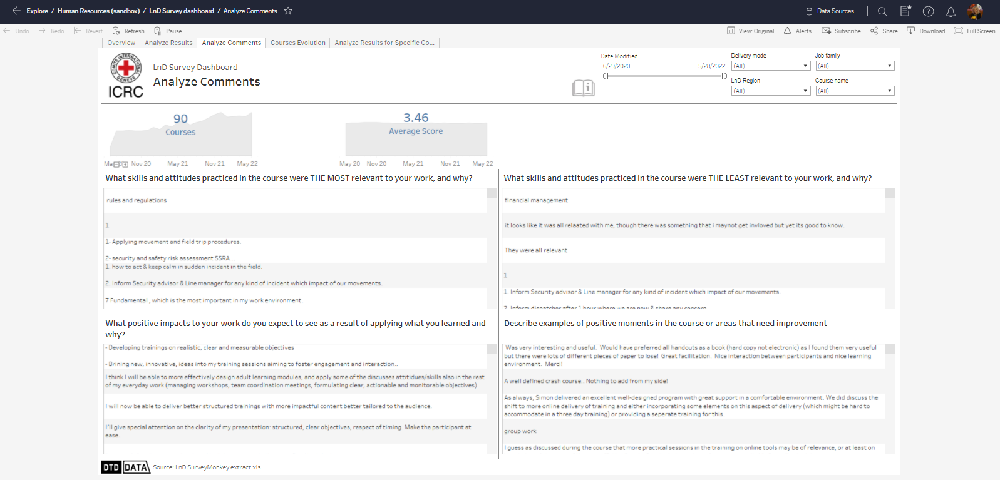 Explore / Human Resources (sandbox) / LnD Survey dashboard / Analyze Comments
Data Sources
Undo Redo Revert Refresh Pause
View: Original Alerts Subscribe Share Download Full Screen
Overview Analyze Results Analyze Comments Courses Evolution Analyze Results for Specific Co...
COMITE INTERNATIONAL GENEVE
ICRC
LnD Survey Dashboard
Analyze Comments
Date Modified
6/29/2020 5/28/2022
Delivery mode
(All)
Job family
(All)
LnD Region
(All)
Course name
(All)
90
Courses
Nov 20 May 21 Nov 21 May 22
3.46
Average Score
May 20 Nov 20 May 21 Nov 21 May 22
What skills and attitudes practiced in the course were THE MOST relevant to your work, and why?
rules and regulations
1
1- Applying movement and field trip procedures.
2- security and safety risk assessment SSRA...
1. how to act & keep calm in sudden incident in the field.
2. Inform Security advisor & Line manager for any kind of incident which impact of our movements.
7 Fundamental , which is the most important in my work environment.
What skills and attitudes practiced in the course were THE LEAST relevant to your work, and why?
financial management
it looks like it was all relaated with me, though there was sometning that i maynot get invloved but yet its good to know.
They were all relevant
1
1. Inform Security advisor & Line manager for any kind of incident which impact of our movements.
2. Inform dispatcher after 1 hour where we are now & share any concern
What positive impacts to your work do you expect to see as a result of applying what you learned and
why?
- Developing trainings on realistic, clear and measurable objectives
- Brining new, innovative, ideas into my training sessions aiming to foster engagement and interaction..
I think I will be able to more effectively design adult learning modules, and apply some of the discusses attitidues/skills also in the rest
of my everyday work (managing workshops, team coordination meetings, formulating clear, actionable and monitorable objectives)
I will now be able to deliver better structured trainings with more impactful content better tailored to the audience.
I'll give special attention on the clarity of my presentation: structured, clear objectives, respect of timing. Make the participant at
ease.
Describe examples of positive moments in the course or areas that need improvement
Was very interesting and useful. Would have preferred all handouts as a book (hard copy not electronic) as I found them very useful
but there were lots of different pieces of paper to lose! Great facilitation. Nice interaction between participants and nice learning
environment. Merci!
A well defined crash course.. Nothing to add from my side!
As always, Simon delivered an excellent well-designed program with great support in a comfortable environment. We did discuss the
shift to more online delivery of training and either incorporating some elements on this aspect of delivery (which might be hard to
accommodate in a three day training) or providing a seperate training for this.
group work
I guess as discussed during the course that more practical sessions in the training on online tools may be of relevance, or at least on
DTD DATA Source: LnD SurveyMonkey extract.xls